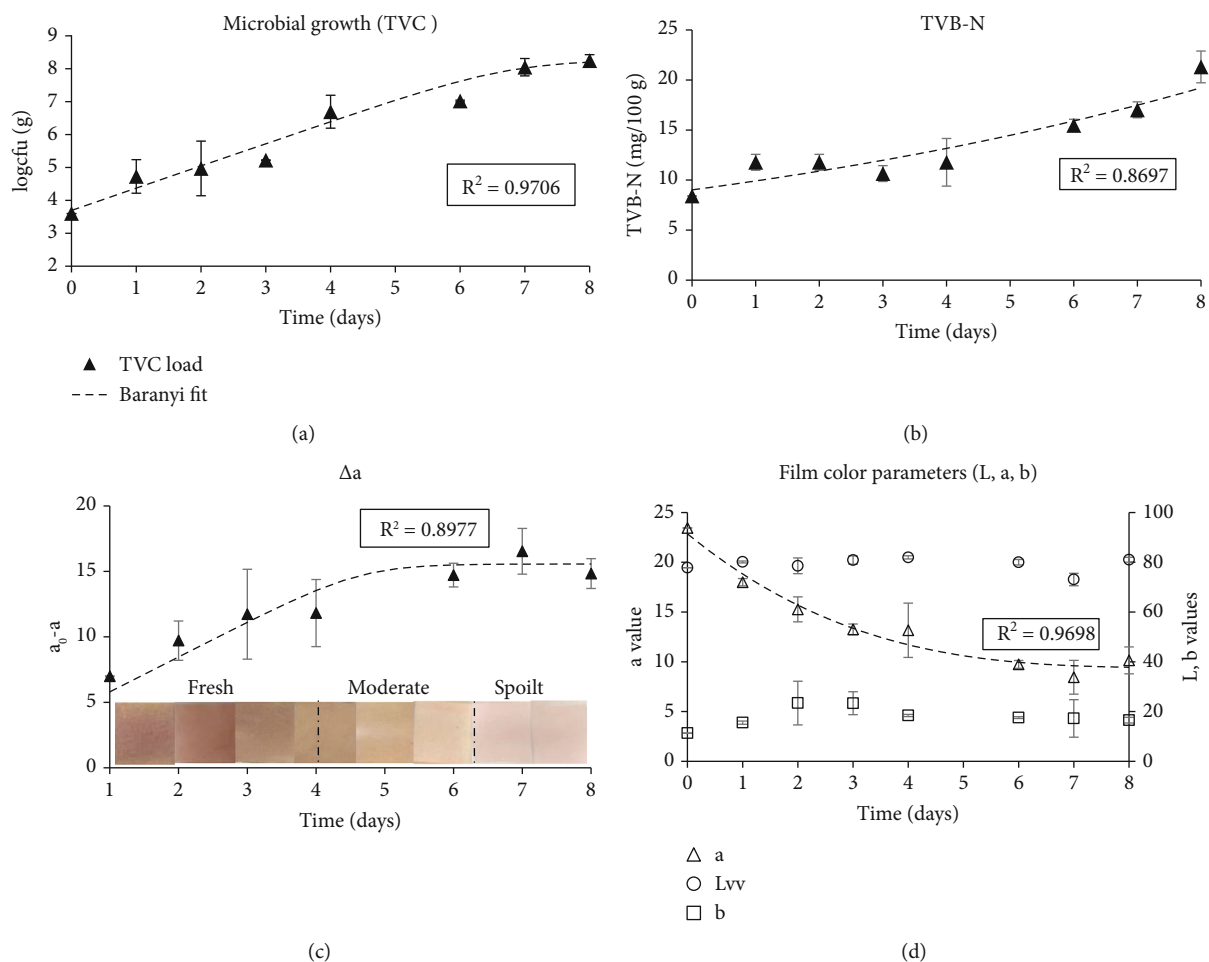 Microbial growth (TVC )
logcfu (g)
9
8
7
6
5
4
3
2
R² = 0.9706
0 1 2 3 4 5 6 7 8
Time (days)
TVC load
Baranyi fit
(a)
TVB-N
TVB-N (mg/100 g)
25
20
15
10
5
0
R² = 0.8697
0 1 2 3 4 5 6 7 8
Time (days)
(b)
Δa
a₀-a
20
15
10
5
0
R² = 0.8977
Fresh Moderate Spoilt
1 2 3 4 5 6 7 8
Time (days)
(c)
Film color parameters (L, a, b)
a value
25
20
15
10
5
0
R² = 0.9698
100
80
60
40
20
0
L, b values
0 1 2 3 4 5 6 7 8
Time (days)
a
Lvv
b
(d)